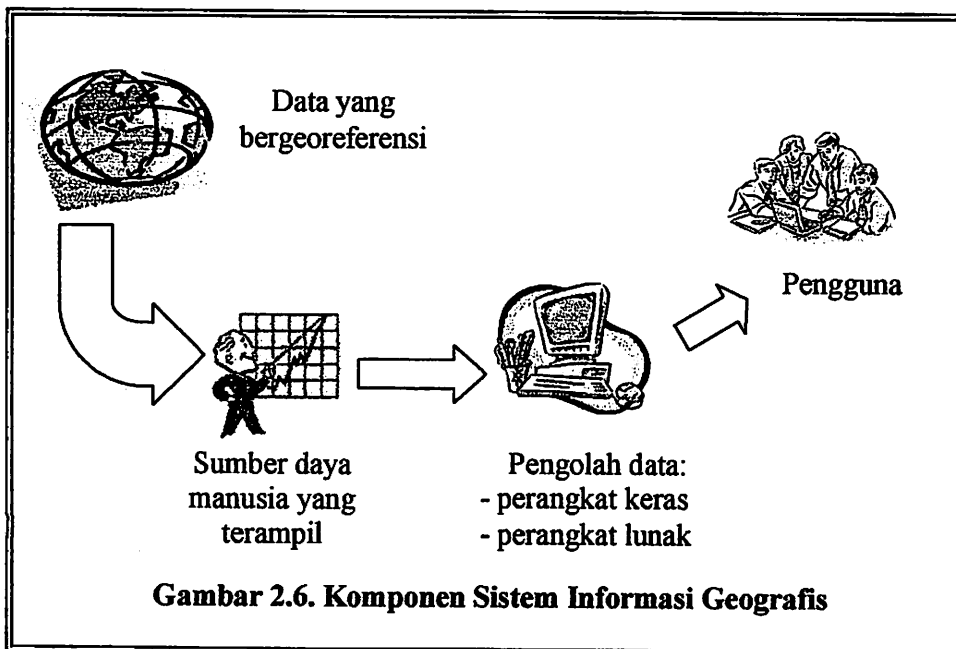 Data yang
bergeoreferensi
Pengguna
Sumber daya
manusia yang
terampil
Pengolah data:
- perangkat keras
- perangkat lunak
Gambar 2.6. Komponen Sistem Informasi Geografis